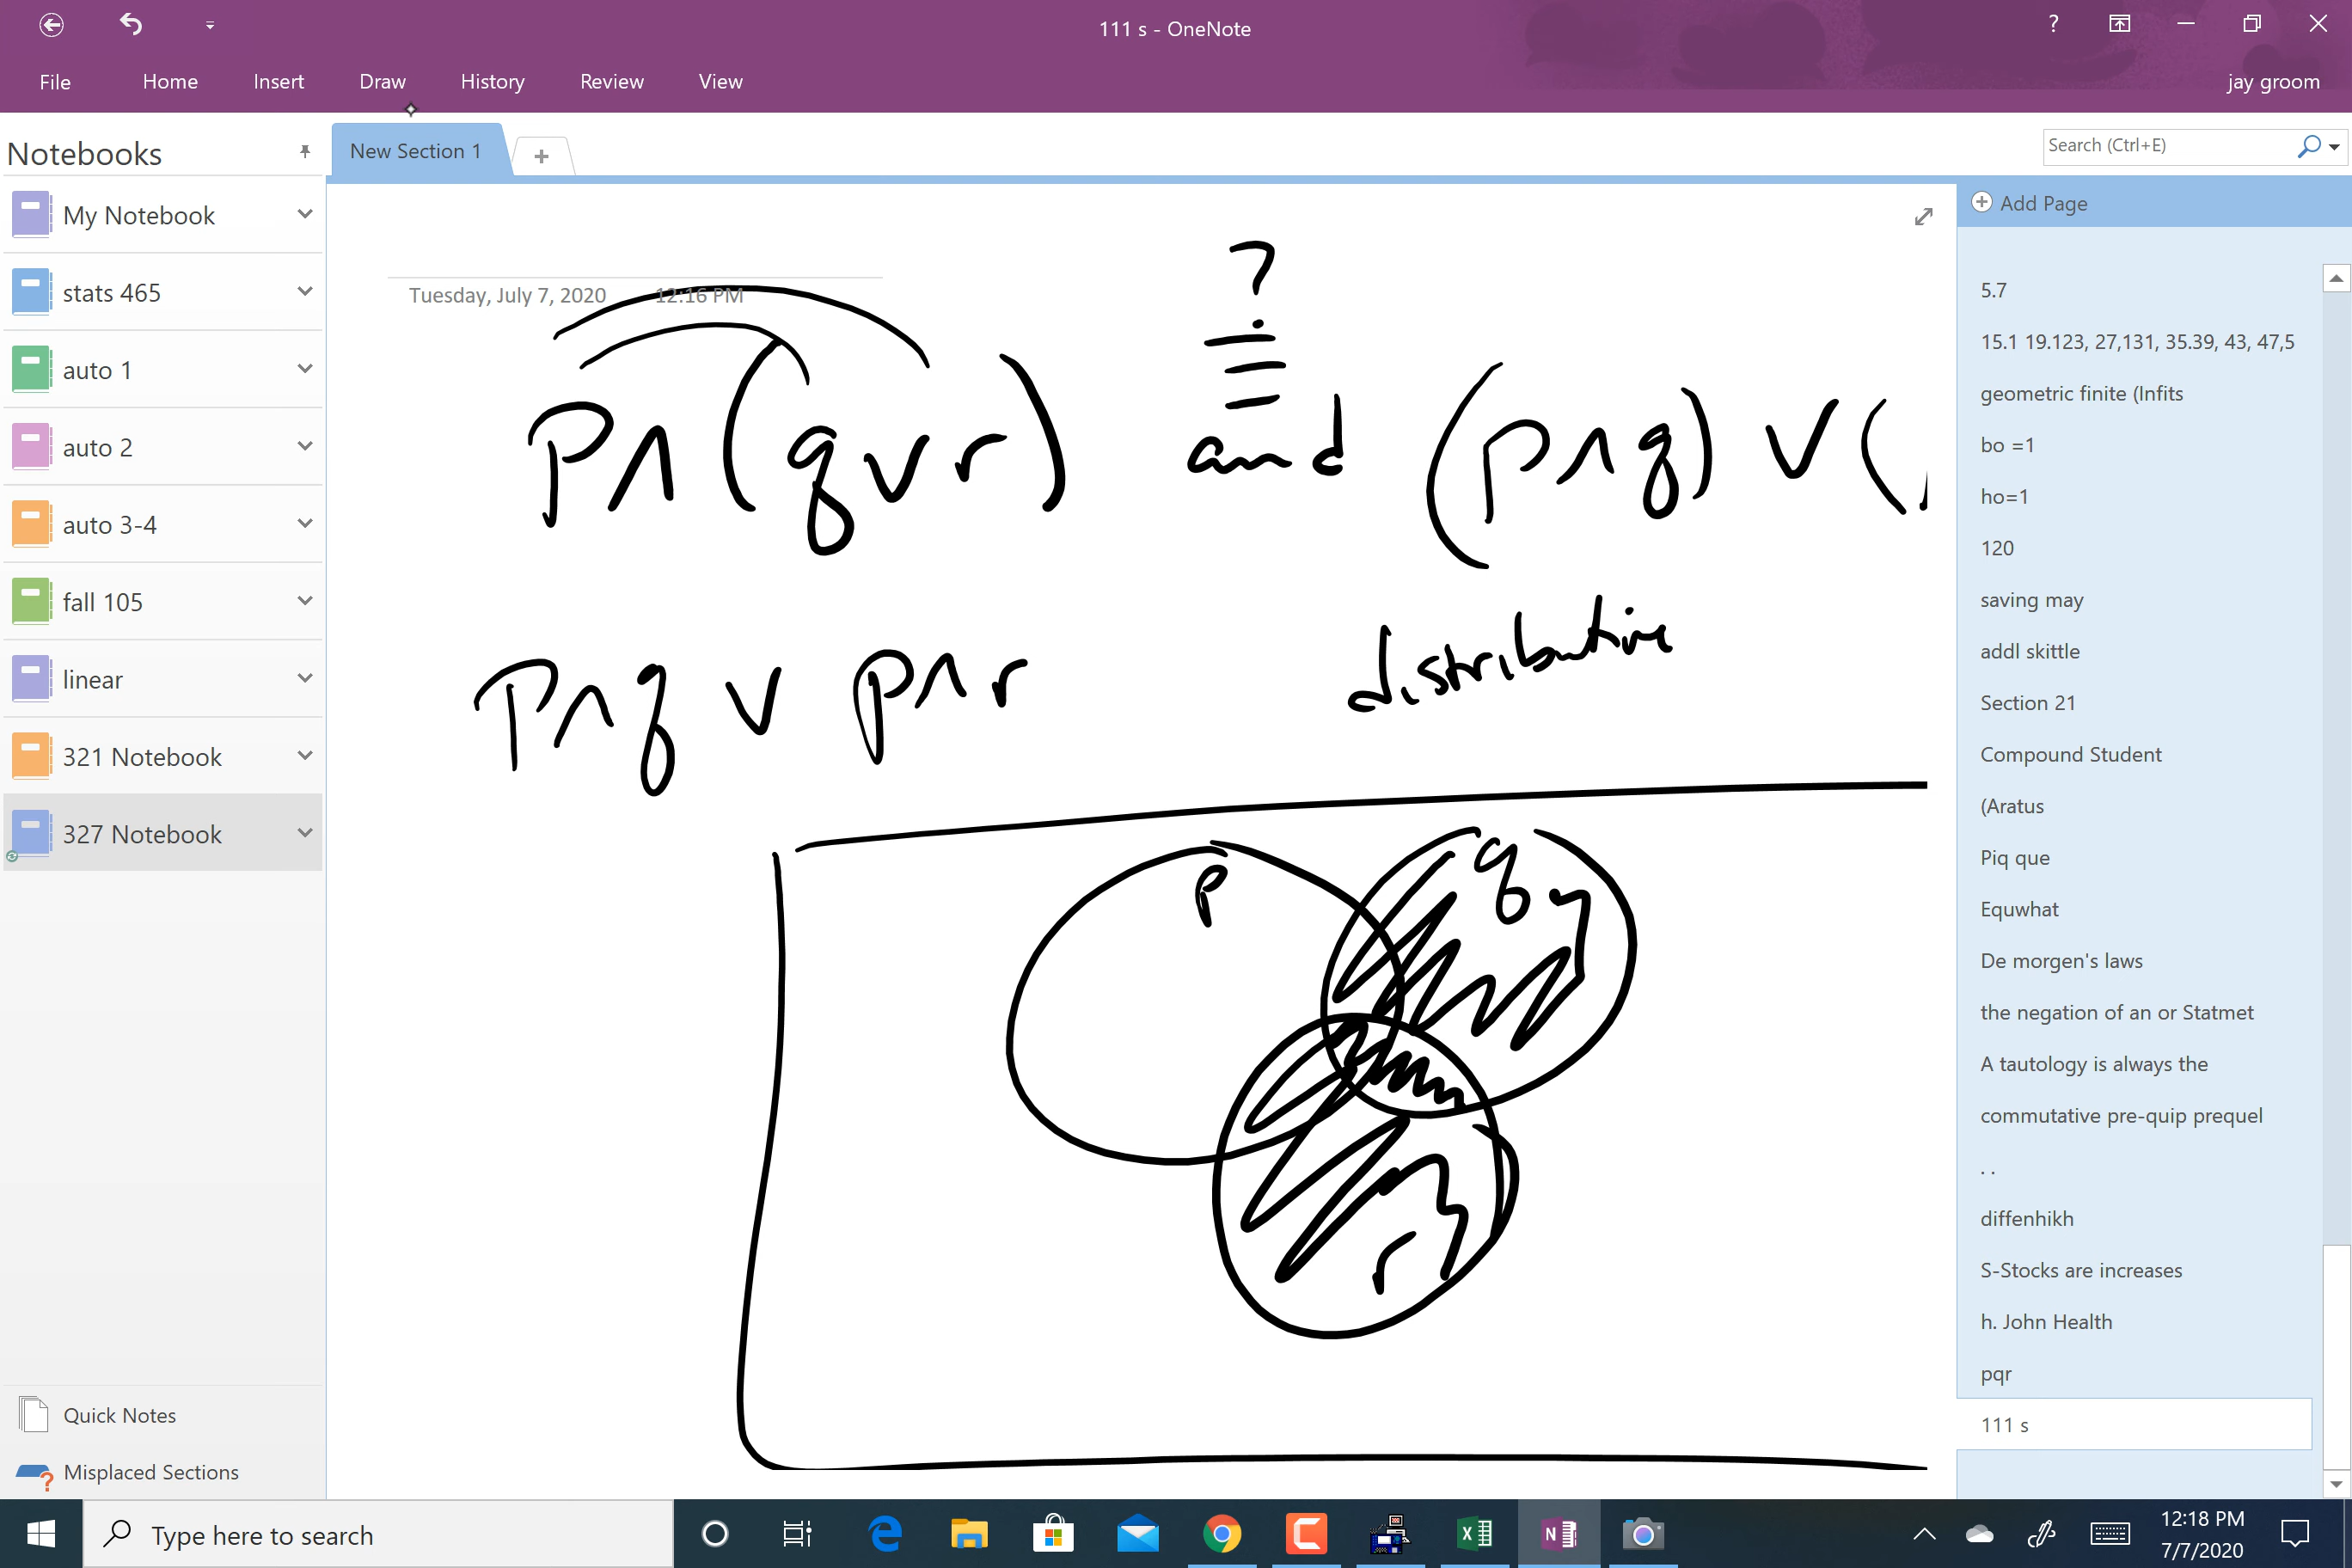 111 s - OneNote
?
File Home Insert Draw History Review View
jay groom
Notebooks
New Section 1
+
Search (Ctrl+E)
My Notebook
stats 465
auto 1
auto 2
auto 3-4
fall 105
linear
321 Notebook
327 Notebook
Quick Notes
Misplaced Sections
Tuesday, July 7, 2020 12:16 PM
?
≡
p∧(q∨r) and (p∧q)∨(
p∧q ∨ p∧r
distributive
p
q
r
Add Page
5.7
15.1 19.123, 27,131, 35.39, 43, 47,5
geometric finite (Infits
bo =1
ho=1
120
saving may
addl skittle
Section 21
Compound Student
(Aratus
Piq que
Equwhat
De morgen's laws
the negation of an or Statmet
A tautology is always the
commutative pre-quip prequel
. .
diffenhikh
S-Stocks are increases
h. John Health
pqr
111 s
Type here to search
12:18 PM
7/7/2020